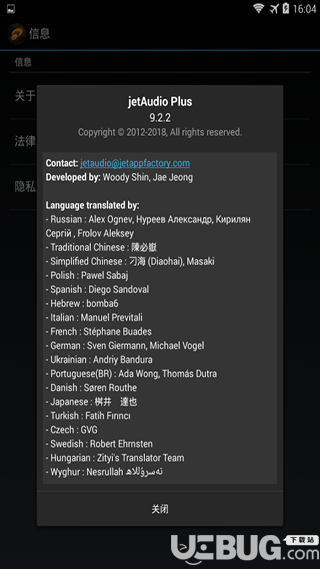 16:04
信息
信息
关于
法律
隐私
jetAudio Plus
9.2.2
Copyright © 2012-2018, All rights reserved.
Contact: jetaudio@jetappfactory.com
Developed by: Woody Shin, Jae Jeong
Language translated by:
- Russian : Alex Ognev, Нуреев Александр, Кирилян
Сергій , Frolov Aleksey
- Traditional Chinese : 陳必嶽
- Simplified Chinese : 刁海 (Diaohai), Masaki
- Polish : Pawel Sabaj
- Spanish : Diego Sandoval
- Hebrew : bomba6
- Italian : Manuel Previtali
- French : Stéphane Buades
- German : Sven Giermann, Michael Vogel
- Ukrainian : Andriy Bandura
- Portuguese(BR) : Ada Wong, Thomás Dutra
- Danish : Søren Routhe
- Japanese : 桝井 達也
- Turkish : Fatih Fırıncı
- Czech : GVG
- Swedish : Robert Ehrnsten
- Hungarian : Zityi's Translator Team
- Wyghur : Nesrullah نەسرۇللاھ
关闭
UEBUG.com
下载站